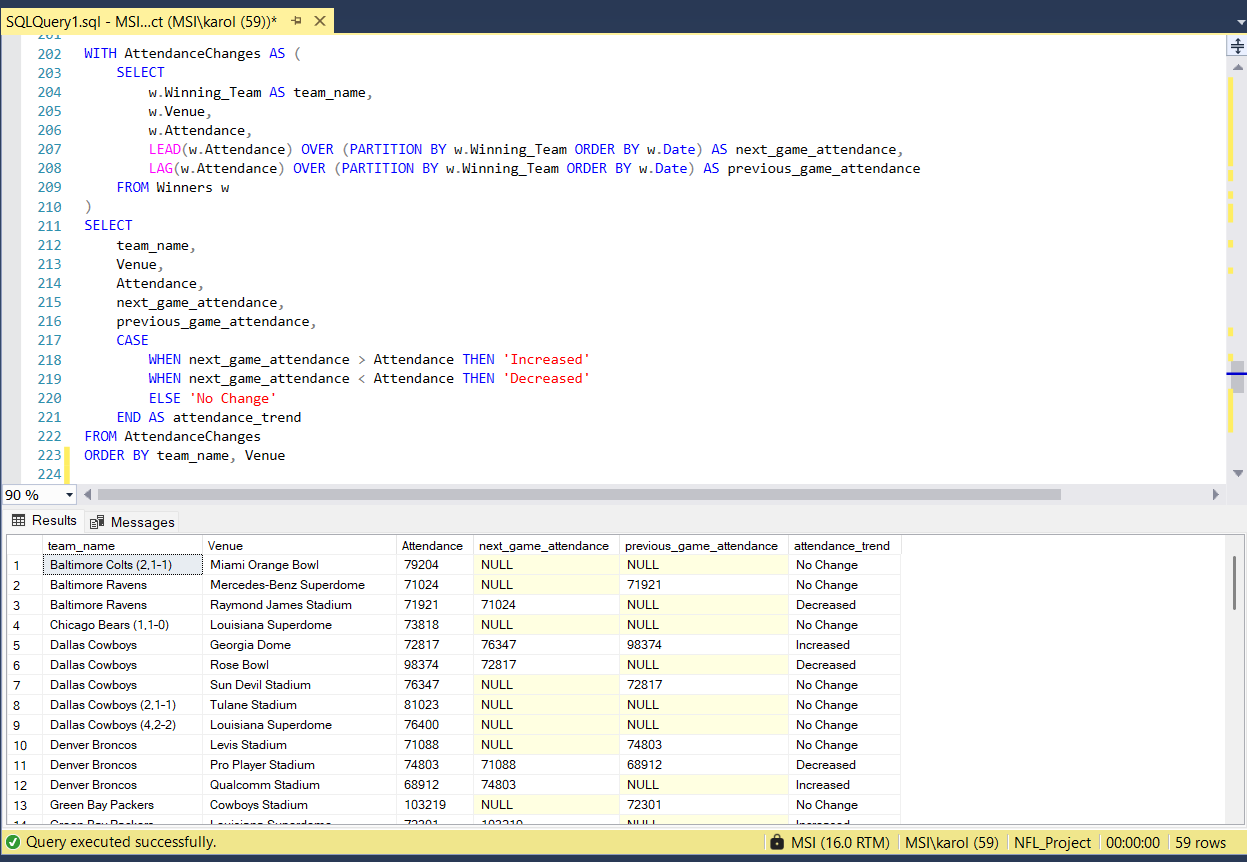 SQLQuery1.sql - MSI...ct (MSI\karol (59))*
201
202 WITH AttendanceChanges AS (
203 SELECT
204 w.Winning_Team AS team_name,
205 w.Venue,
206 w.Attendance,
207 LEAD(w.Attendance) OVER (PARTITION BY w.Winning_Team ORDER BY w.Date) AS next_game_attendance,
208 LAG(w.Attendance) OVER (PARTITION BY w.Winning_Team ORDER BY w.Date) AS previous_game_attendance
209 FROM Winners w
210 )
211 SELECT
212 team_name,
213 Venue,
214 Attendance,
215 next_game_attendance,
216 previous_game_attendance,
217 CASE
218 WHEN next_game_attendance > Attendance THEN 'Increased'
219 WHEN next_game_attendance < Attendance THEN 'Decreased'
220 ELSE 'No Change'
221 END AS attendance_trend
222 FROM AttendanceChanges
223 ORDER BY team_name, Venue
224
90 %
Results Messages
team_name Venue Attendance next_game_attendance previous_game_attendance attendance_trend
1 Baltimore Colts (2,1-1) Miami Orange Bowl 79204 NULL NULL No Change
2 Baltimore Ravens Mercedes-Benz Superdome 71024 NULL 71921 No Change
3 Baltimore Ravens Raymond James Stadium 71921 71024 NULL Decreased
4 Chicago Bears (1,1-0) Louisiana Superdome 73818 NULL NULL No Change
5 Dallas Cowboys Georgia Dome 72817 76347 98374 Increased
6 Dallas Cowboys Rose Bowl 98374 72817 NULL Decreased
7 Dallas Cowboys Sun Devil Stadium 76347 NULL 72817 No Change
8 Dallas Cowboys (2,1-1) Tulane Stadium 81023 NULL NULL No Change
9 Dallas Cowboys (4,2-2) Louisiana Superdome 76400 NULL NULL No Change
10 Denver Broncos Levis Stadium 71088 NULL 74803 No Change
11 Denver Broncos Pro Player Stadium 74803 71088 68912 Decreased
12 Denver Broncos Qualcomm Stadium 68912 74803 NULL Increased
13 Green Bay Packers Cowboys Stadium 103219 NULL 72301 No Change
14 Green Bay Packers Louisiana Superdome 72301 103219 NULL Increased
Query executed successfully. MSI (16.0 RTM) MSI\karol (59) NFL_Project 00:00:00 59 rows